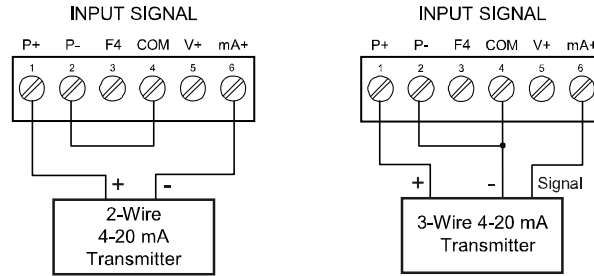 INPUT SIGNAL
P+ P- F4 COM V+ mA+
1 2 3 4 5 6
+ -
2-Wire
4-20 mA
Transmitter
INPUT SIGNAL
P+ P- F4 COM V+ mA+
1 2 3 4 5 6
+ - Signal
3-Wire 4-20 mA
Transmitter